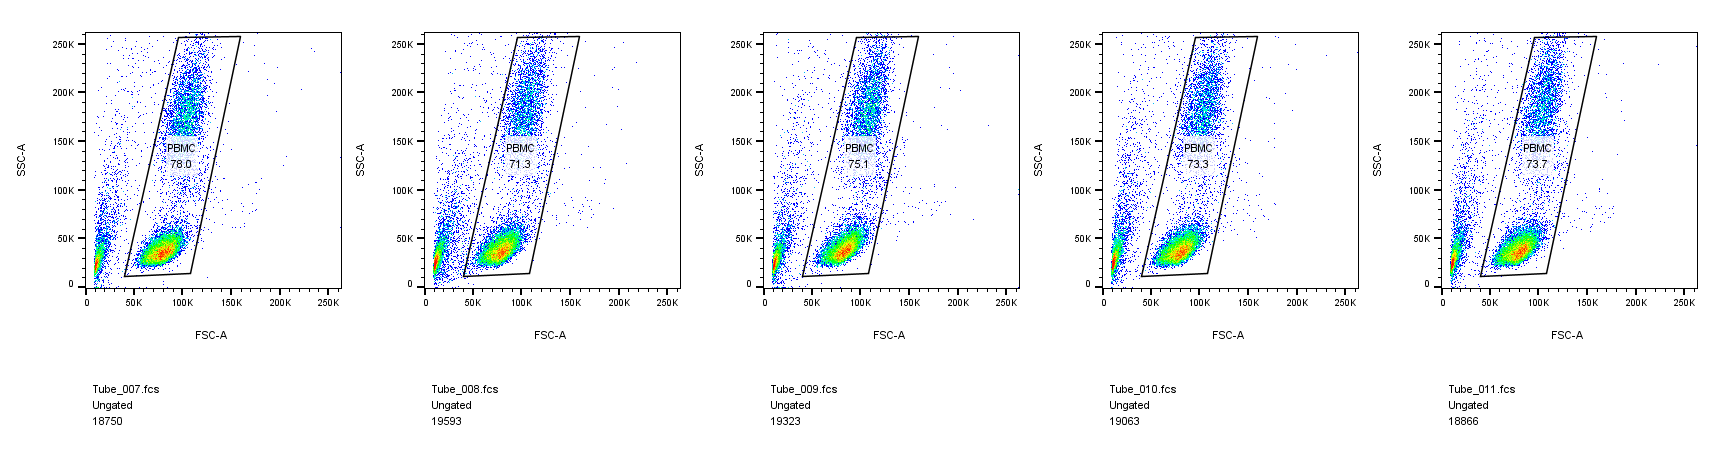 250K
200K
150K
100K
50K
0
SSC-A
PBMC
78.0
0 50K 100K 150K 200K 250K
FSC-A
Tube_007.fcs
Ungated
18750
250K
200K
150K
100K
50K
0
SSC-A
PBMC
71.3
0 50K 100K 150K 200K 250K
FSC-A
Tube_008.fcs
Ungated
19593
250K
200K
150K
100K
50K
0
SSC-A
PBMC
75.1
0 50K 100K 150K 200K 250K
FSC-A
Tube_009.fcs
Ungated
19323
250K
200K
150K
100K
50K
0
SSC-A
PBMC
73.3
0 50K 100K 150K 200K 250K
FSC-A
Tube_010.fcs
Ungated
19063
250K
200K
150K
100K
50K
0
SSC-A
PBMC
73.7
0 50K 100K 150K 200K 250K
FSC-A
Tube_011.fcs
Ungated
18866